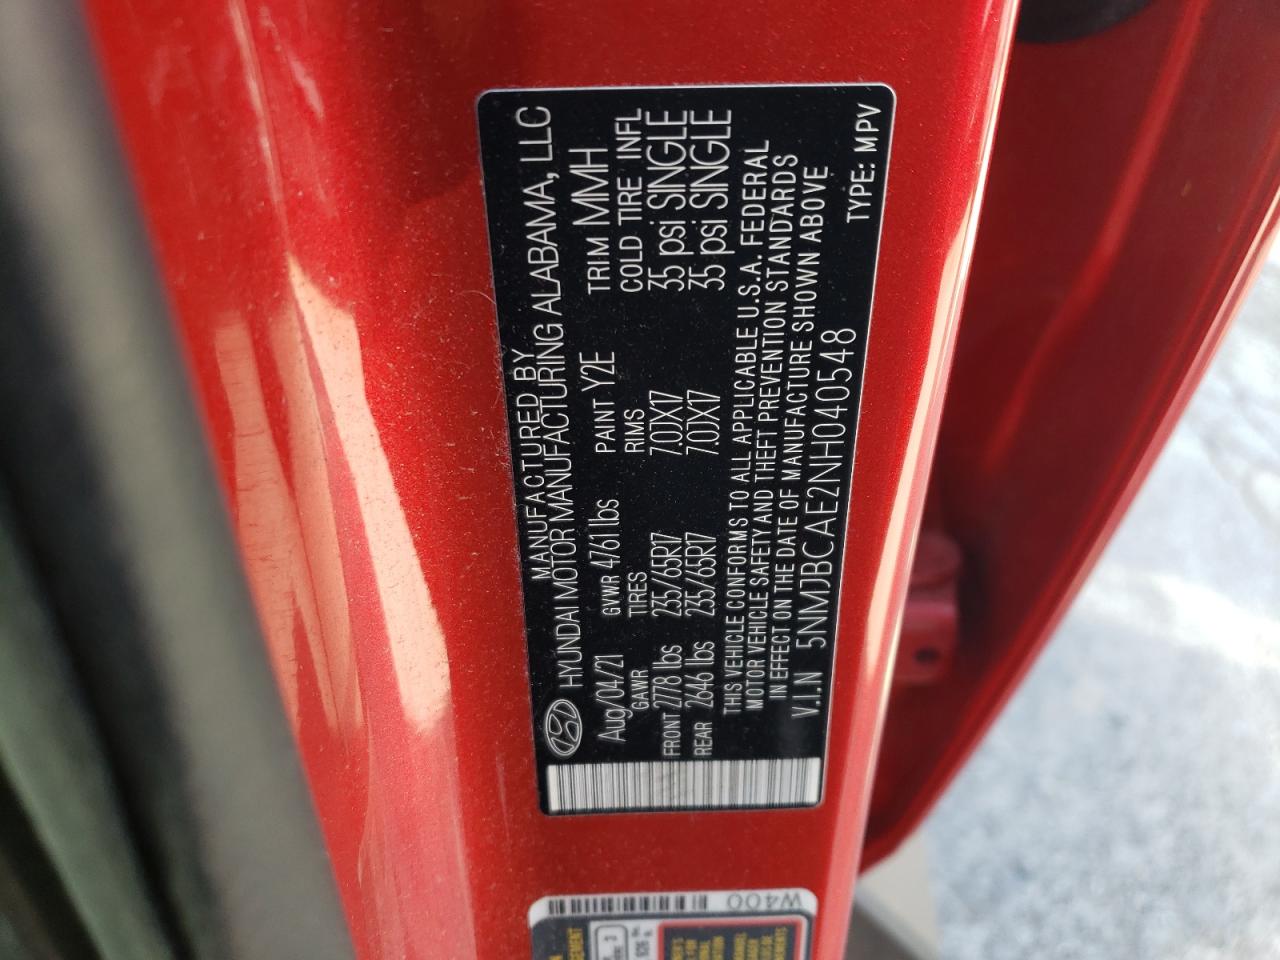 MANUFACTURED BY
HYUNDAI MOTOR MANUFACTURING ALABAMA, LLC
Aug/04/21 GVWR 4761 lbs PAINT Y2E TRIM MMH
GAWR TIRES RIMS COLD TIRE INFL
FRONT 2778 lbs 235/65R17 7.0JX17 35 psi SINGLE
REAR 2646 lbs 235/65R17 7.0JX17 35 psi SINGLE
THIS VEHICLE CONFORMS TO ALL APPLICABLE U.S.A. FEDERAL
MOTOR VEHICLE SAFETY AND THEFT PREVENTION STANDARDS
IN EFFECT ON THE DATE OF MANUFACTURE SHOWN ABOVE
V.I.N 5NMJBCAE2NH040548 TYPE: MPV
W400